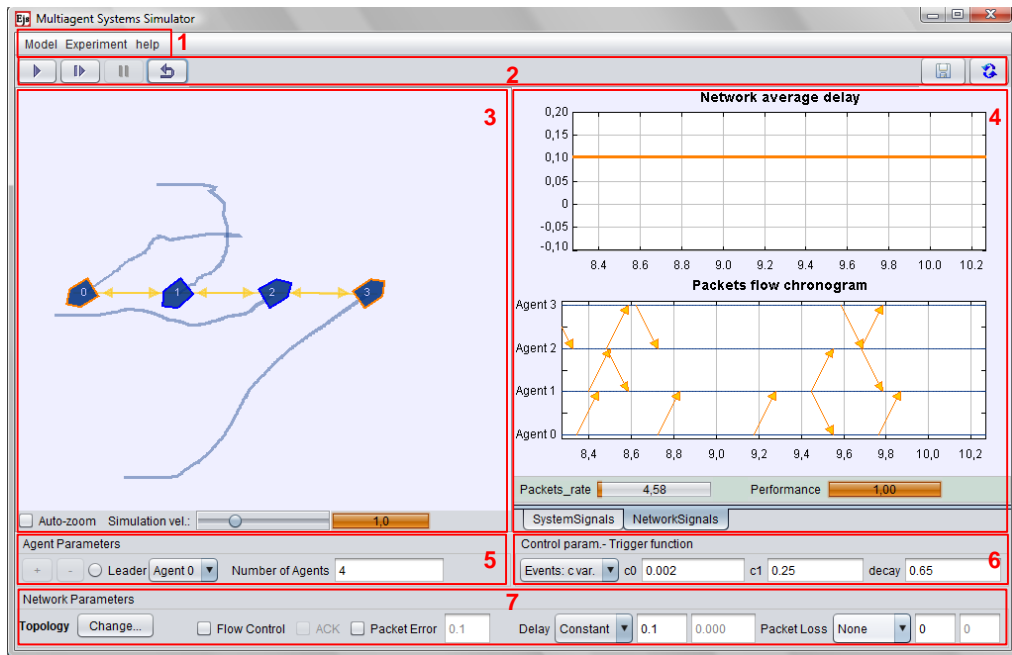 Ejs Multiagent Systems Simulator
Model Experiment help 1
2
3
0 1 2 3
Auto-zoom Simulation vel.: 1,0
4
Network average delay
0,20
0,15
0,10
0,05
0
-0,05
-0,10
8.4 8.6 8.8 9.0 9.2 9.4 9.6 9.8 10.0 10.2
Packets flow chronogram
Agent 3
Agent 2
Agent 1
Agent 0
8,4 8,6 8,8 9,0 9,2 9,4 9,6 9,8 10,0 10,2
Packets_rate 4,58 Performance 1,00
SystemSignals NetworkSignals
Agent Parameters
+ - Leader Agent 0 Number of Agents 4 5
Control param.- Trigger function
Events: c var. c0 0.002 c1 0.25 decay 0.65 6
Network Parameters 7
Topology Change... Flow Control ACK Packet Error 0.1 Delay Constant 0.1 0.000 Packet Loss None 0 0